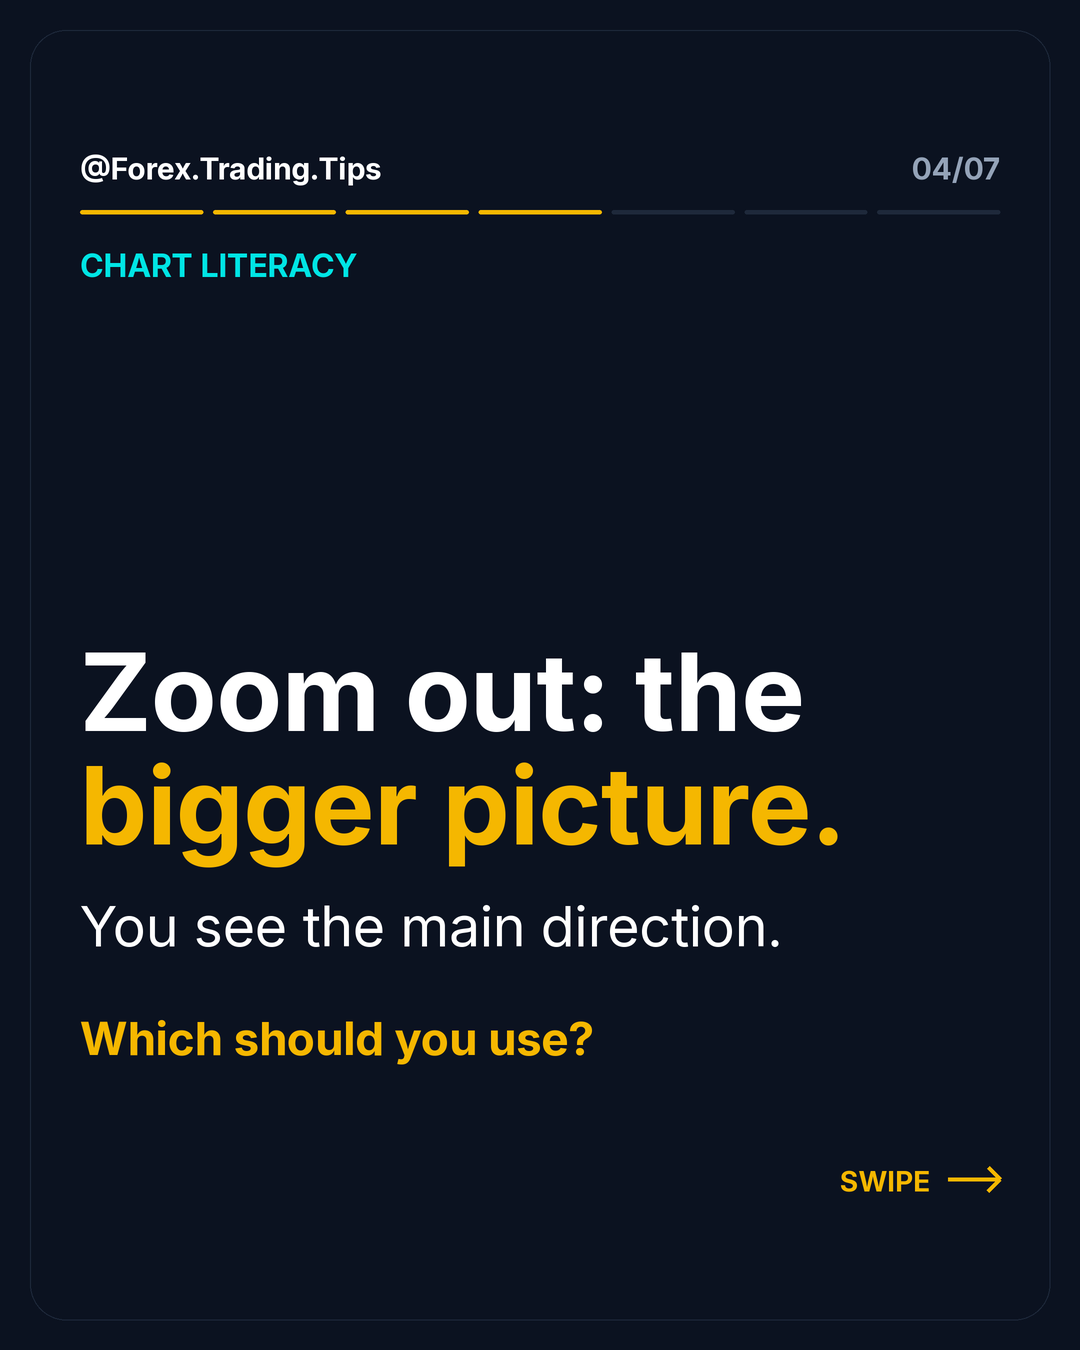 @Forex.Trading.Tips
04/07
CHART LITERACY
Zoom out: the
bigger picture.
You see the main direction.
Which should you use?
SWIPE